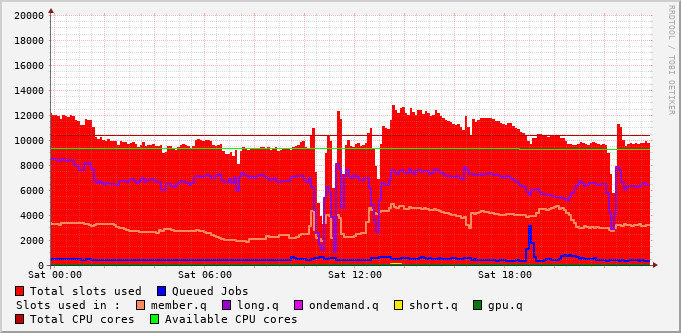 20000
18000
16000
14000
12000
10000
8000
6000
4000
2000
0
Sat 00:00 Sat 06:00 Sat 12:00 Sat 18:00
Total slots used Queued Jobs
Slots used in : member.q long.q ondemand.q short.q gpu.q
Total CPU cores Available CPU cores
RRDTOOL / TOBI OETIKER